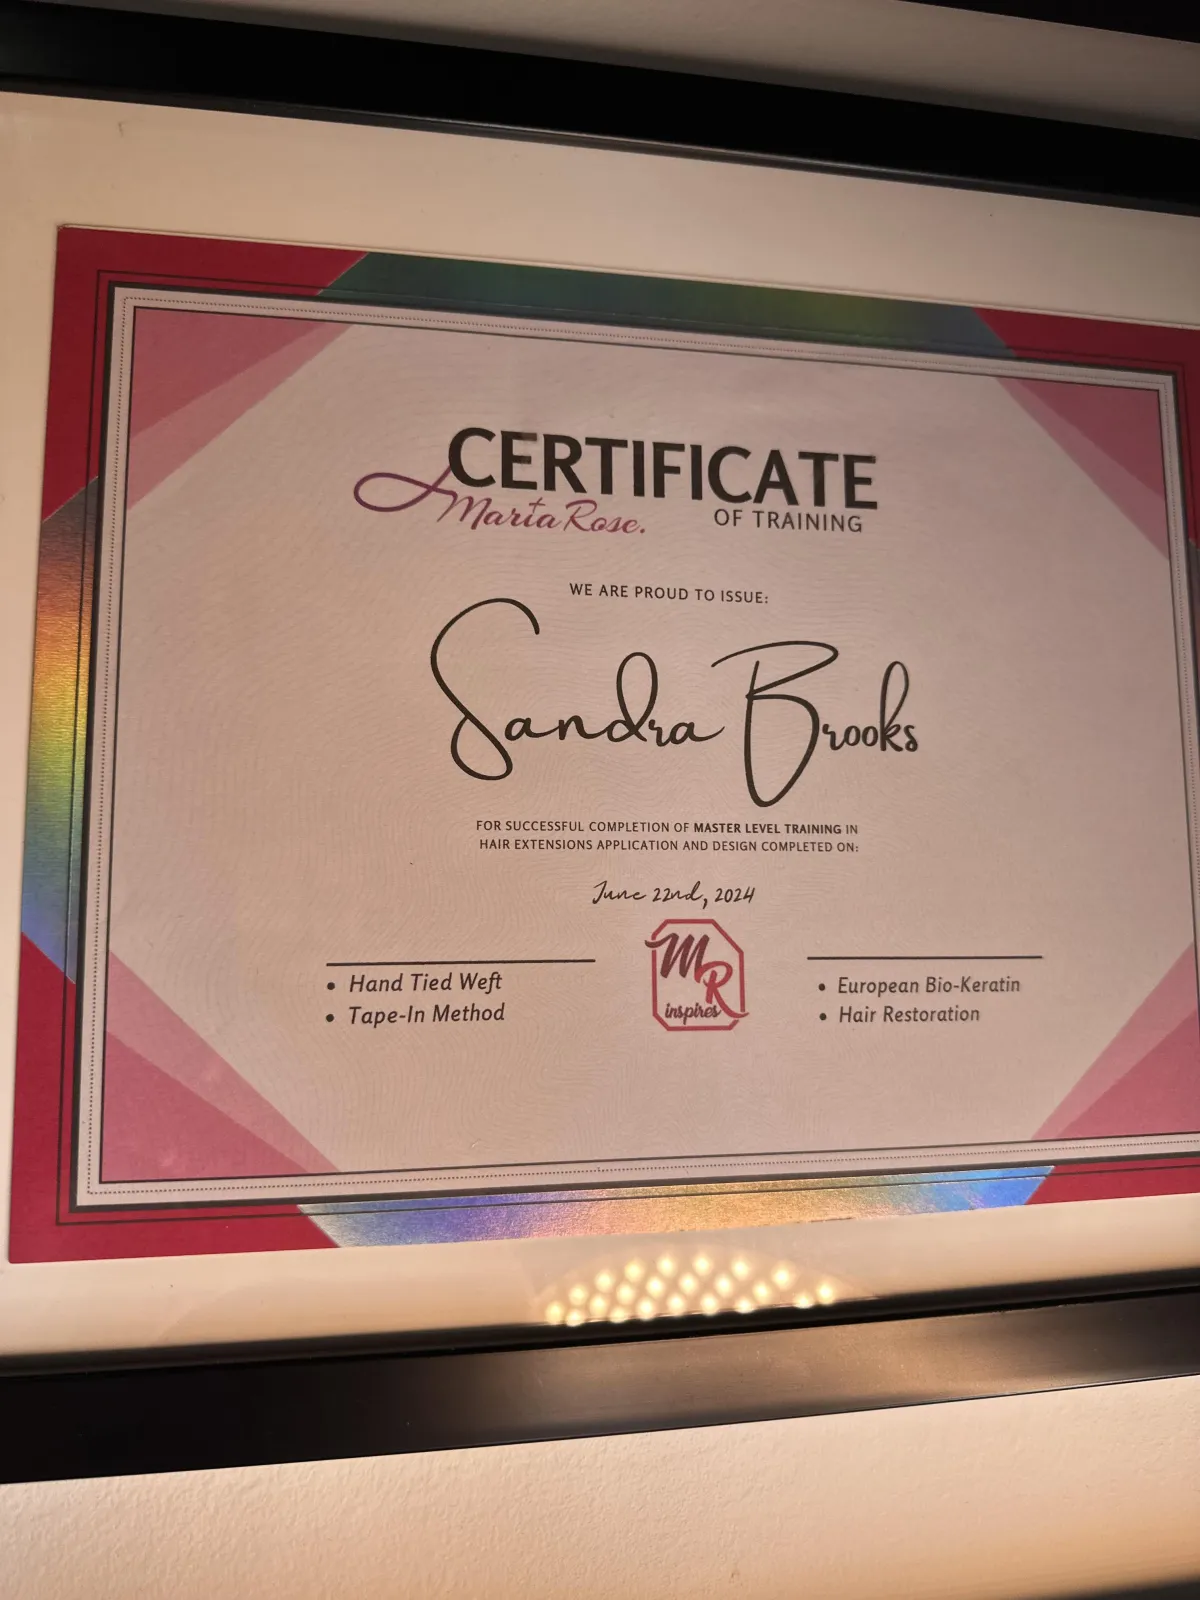 CERTIFICATE
Marta Rose.
OF TRAINING
WE ARE PROUD TO ISSUE:
Sandra Brooks
FOR SUCCESSFUL COMPLETION OF MASTER LEVEL TRAINING IN
HAIR EXTENSIONS APPLICATION AND DESIGN COMPLETED ON:
June 22nd, 2024
• Hand Tied Weft
• Tape-In Method
MR
inspires
• European Bio-Keratin
• Hair Restoration